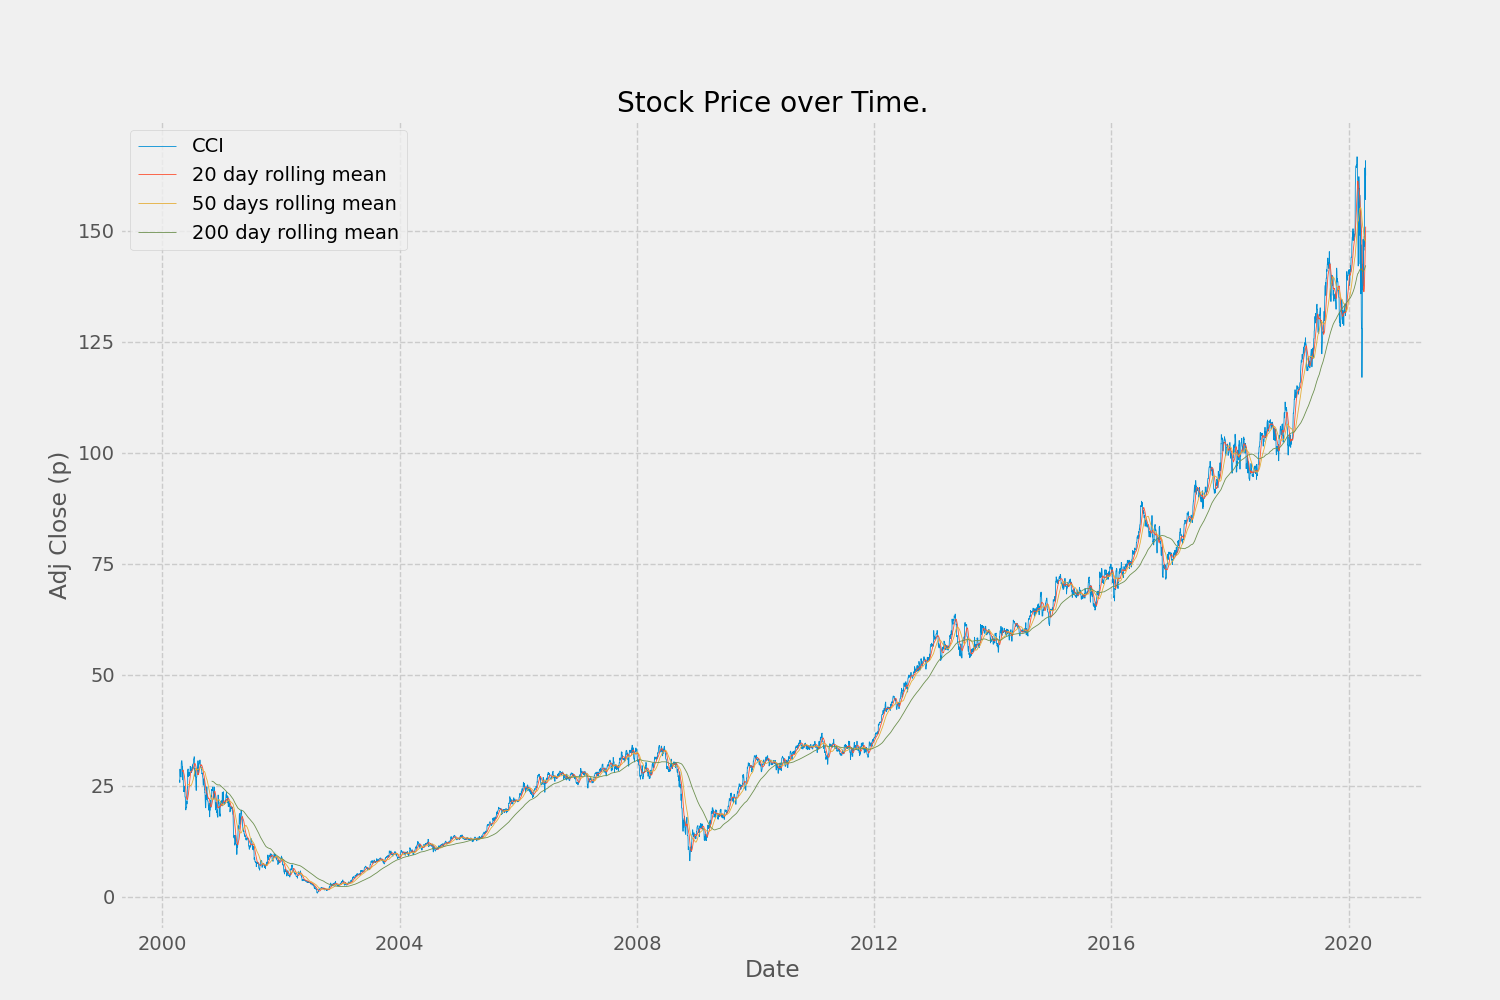 Stock Price over Time.
CCI
20 day rolling mean
50 days rolling mean
200 day rolling mean
150
125
100
75
50
25
0
Adj Close (p)
2000 2004 2008 2012 2016 2020
Date